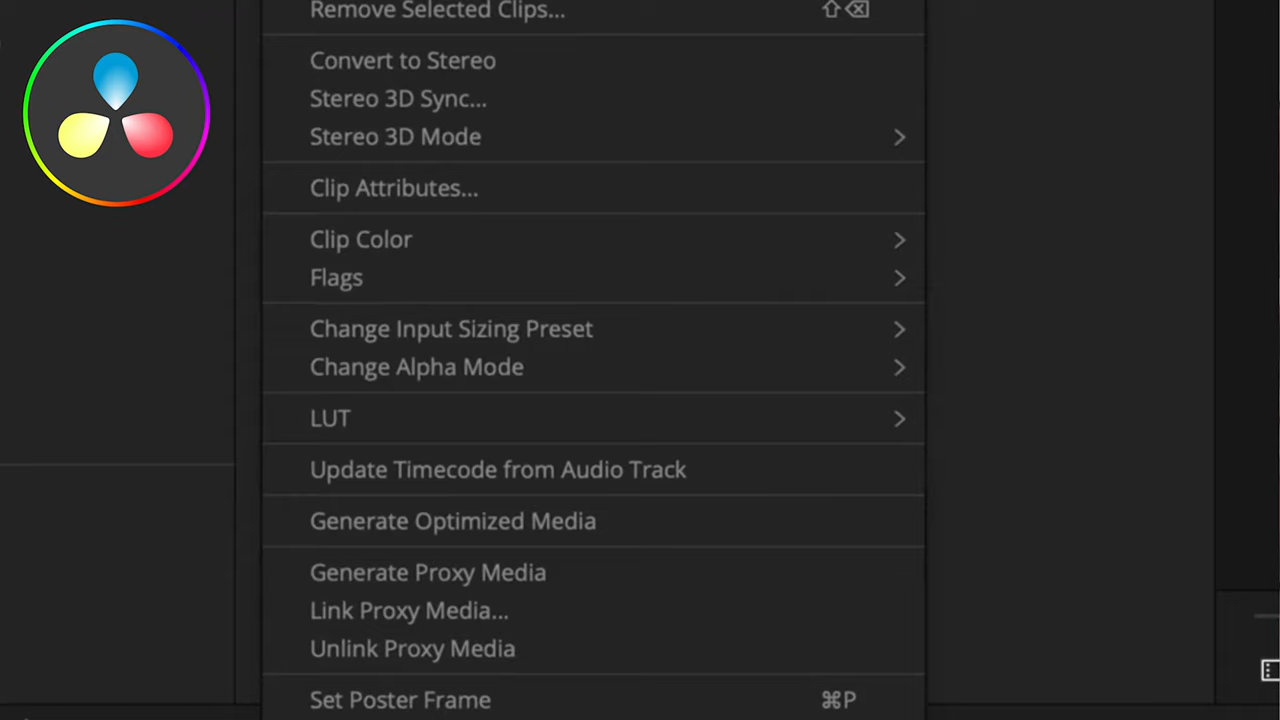 Remove Selected Clips... ⇧⌫
Convert to Stereo
Stereo 3D Sync...
Stereo 3D Mode
Clip Attributes...
Clip Color
Flags
Change Input Sizing Preset
Change Alpha Mode
LUT
Update Timecode from Audio Track
Generate Optimized Media
Generate Proxy Media
Link Proxy Media...
Unlink Proxy Media
Set Poster Frame ⌘P